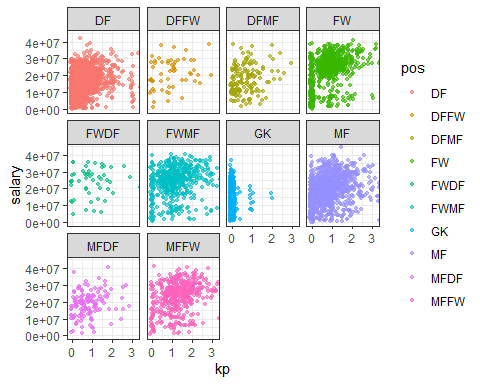 DF DFFW DFMF FW
4e+07
3e+07
2e+07
1e+07
0e+00
FWDF FWMF GK MF
4e+07
3e+07
2e+07
1e+07
0e+00
MFDF MFFW
4e+07
3e+07
2e+07
1e+07
0e+00
0 1 2 3 0 1 2 3 0 1 2 3 0 1 2 3
kp
salary
pos
DF
DFFW
DFMF
FW
FWDF
FWMF
GK
MF
MFDF
MFFW